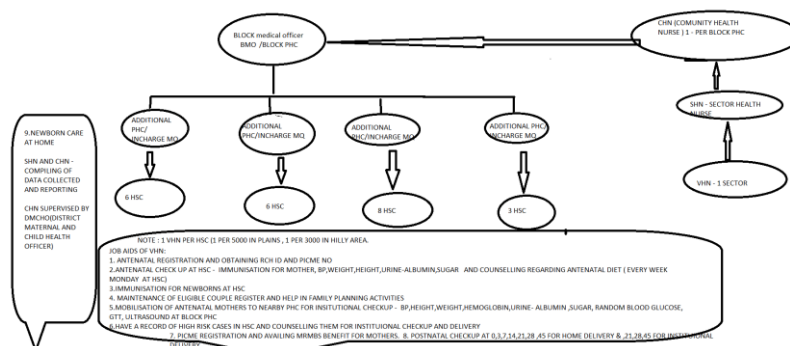 BLOCK medical officer
BMO /BLOCK PHC
CHN (COMUNITY HEALTH
NURSE ) 1 - PER BLOCK PHC
SHN - SECTOR HEALTH
NURSE
VHN - 1 SECTOR
ADDITIONAL
PHC/
INCHARGE MQ
ADDITIONAL
PHC/INCHARGE MQ
ADDITIONAL
PHC/INCHARGE MQ
ADDITIONAL PHC/
INCHARGE MQ
6 HSC
6 HSC
8 HSC
3 HSC
9.NEWBORN CARE
AT HOME
SHN AND CHN -
COMPILING OF
DATA COLLECTED
AND REPORTING
CHN SUPERVISED BY
DMCHO(DISTRICT
MATERNAL AND
CHILD HEALTH
OFFICER)
NOTE : 1 VHN PER HSC (1 PER 5000 IN PLAINS , 1 PER 3000 IN HILLY AREA.
JOB AIDS OF VHN:
1. ANTENATAL REGISTRATION AND OBTAINING RCH ID AND PICME NO
2.ANTENATAL CHECK UP AT HSC - IMMUNISATION FOR MOTHER, BP,WEIGHT,HEIGHT,URINE-ALBUMIN,SUGAR AND COUNSELLING REGARDING ANTENATAL DIET ( EVERY WEEK
MONDAY AT HSC)
3.IMMUNISATION FOR NEWBORNS AT HSC
4. MAINTENANCE OF ELIGIBLE COUPLE REGISTER AND HELP IN FAMILY PLANNING ACTIVITIES
5.MOBILISATION OF ANTENATAL MOTHERS TO NEARBY PHC FOR INSITUTIONAL CHECKUP - BP,HEIGHT,WEIGHT,HEMOGLOBIN,URINE- ALBUMIN ,SUGAR, RANDOM BLOOD GLUCOSE,
GTT, ULTRASOUND AT BLOCK PHC
6.HAVE A RECORD OF HIGH RISK CASES IN HSC AND COUNSELLING THEM FOR INSTITUIONAL CHECKUP AND DELIVERY
7. PICME REGISTRATION AND AVAILING MRMBS BENEFIT FOR MOTHERS. 8. POSTNATAL CHECKUP AT 0,3,7,14,21,28 ,45 FOR HOME DELIVERY & ,21,28,45 FOR INSTITUIONAL
DELIVERY